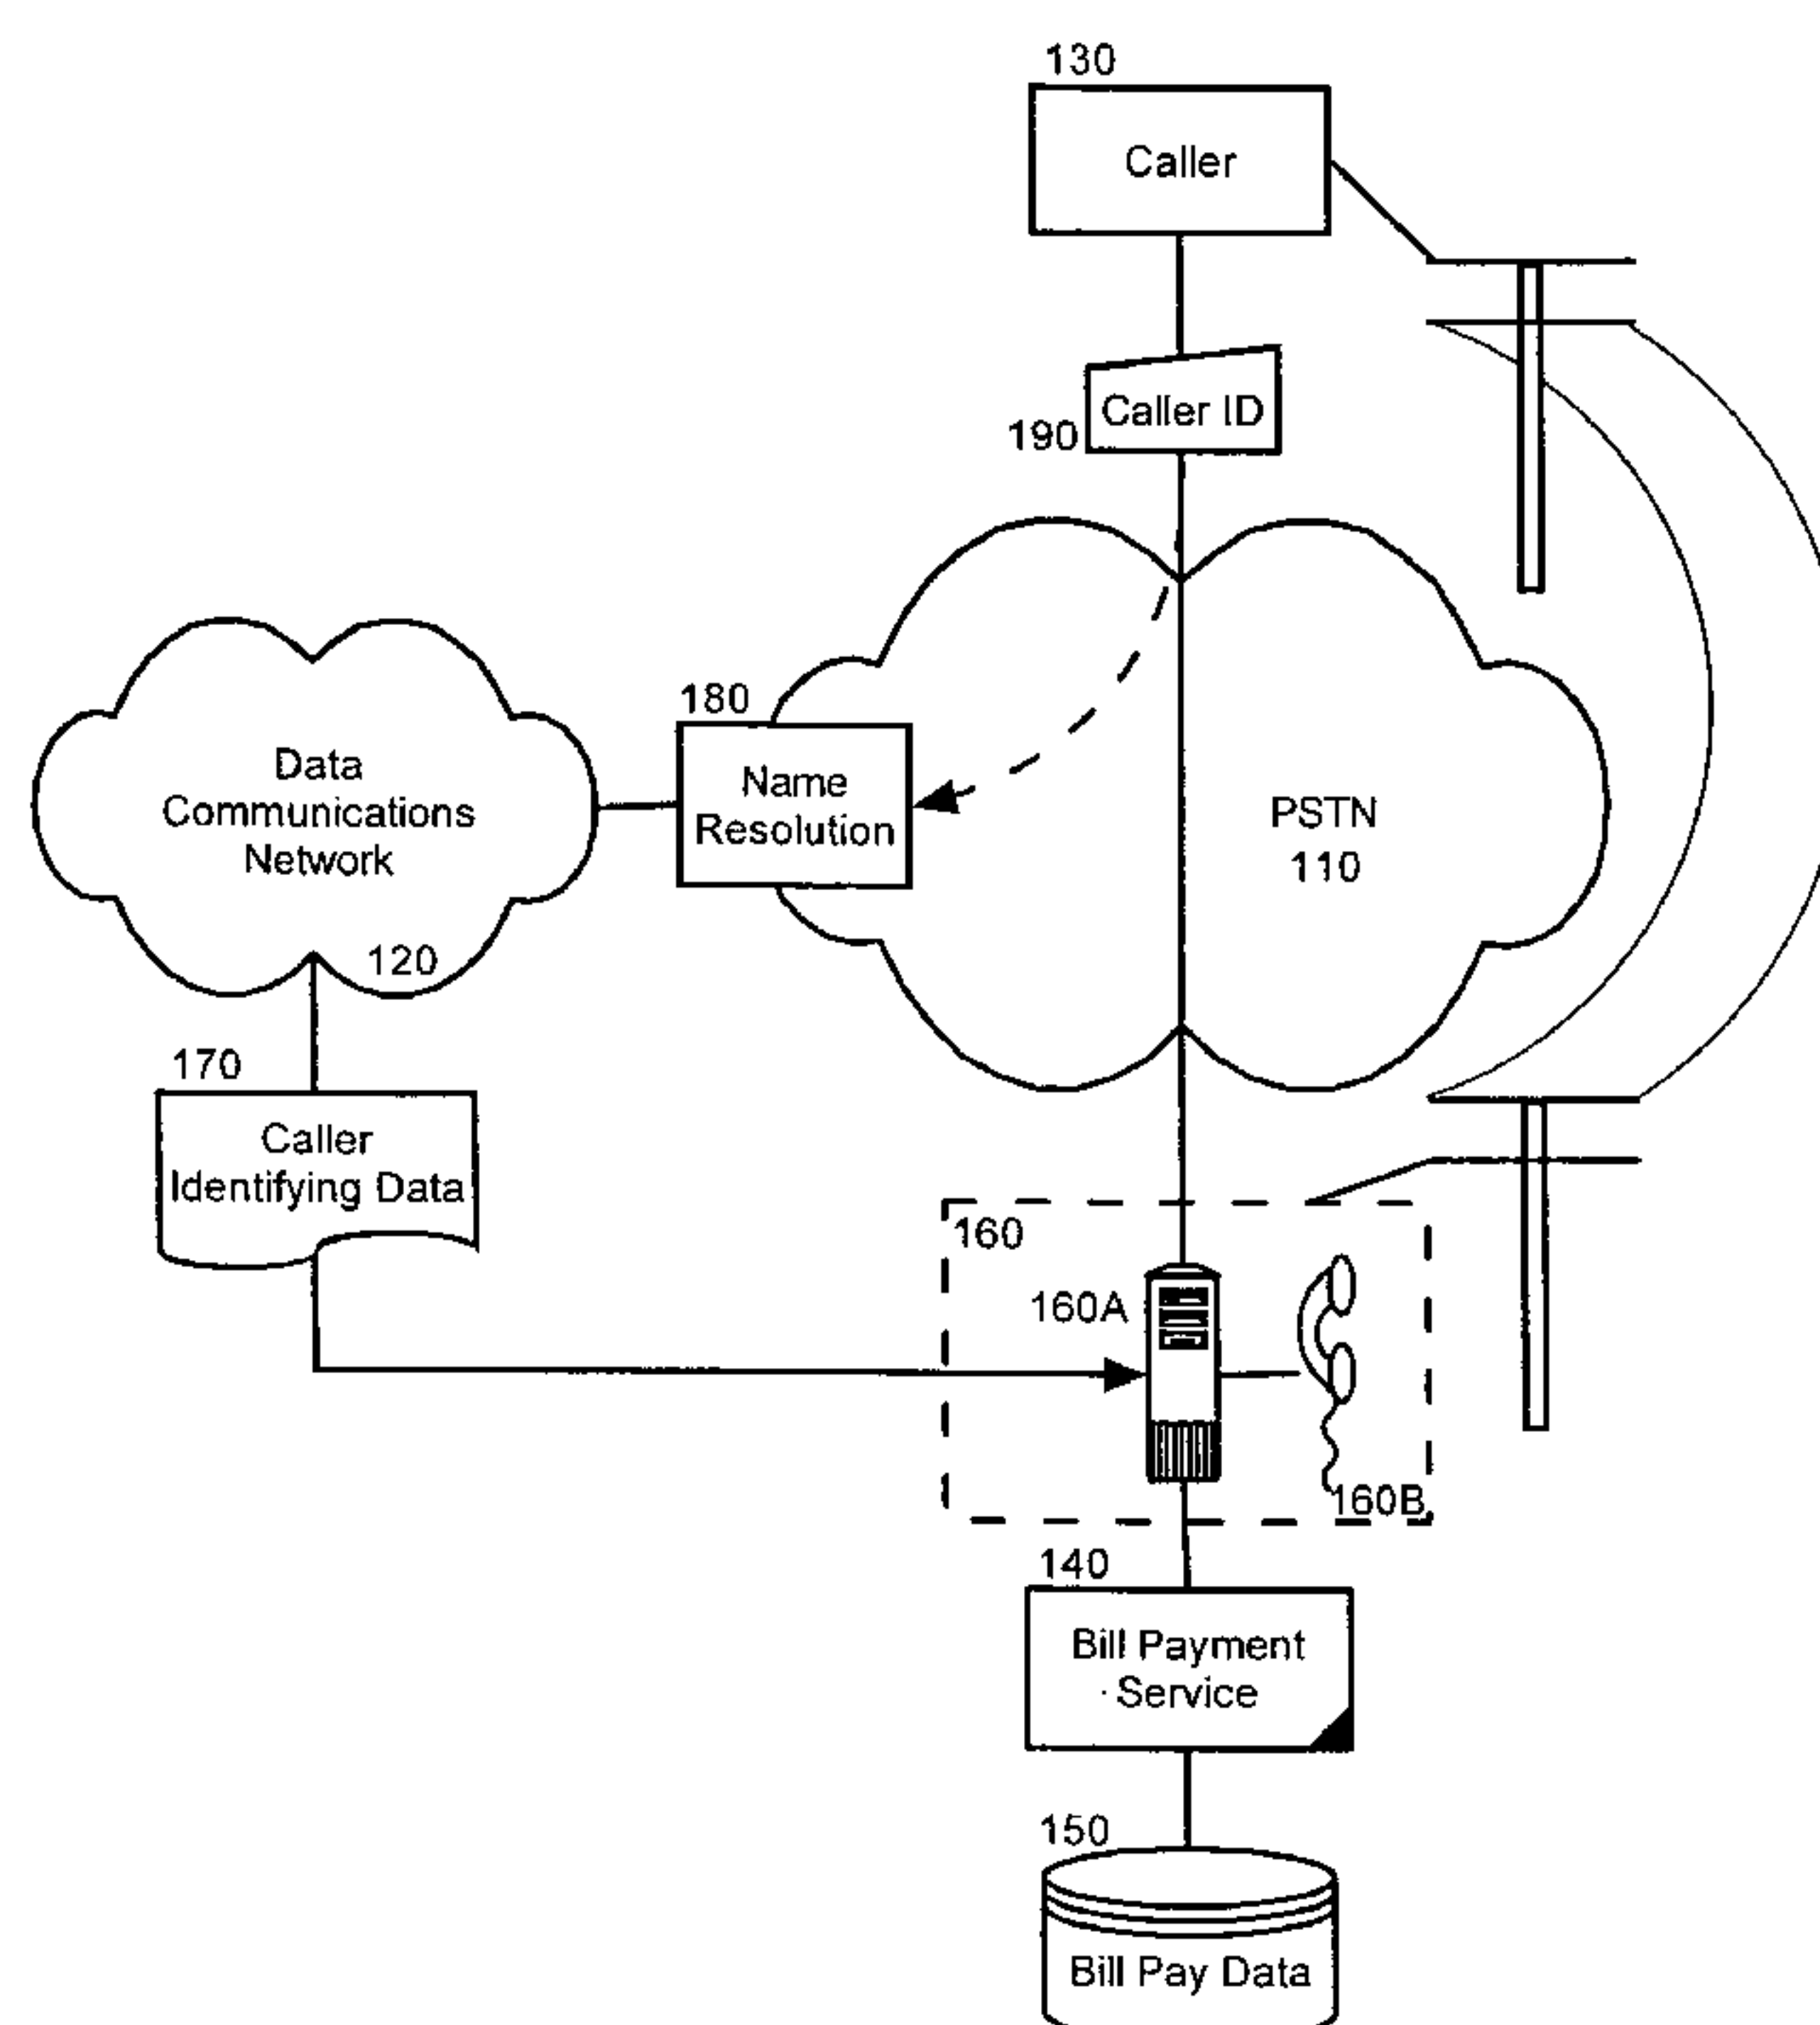 130
Caller
Caller ID
190
180
Name
Resolution
Data
Communications
Network
120
PSTN
110
170
Caller
Identifying Data
160
160A
160B
140
Bill Payment
Service
150
Bill Pay Data